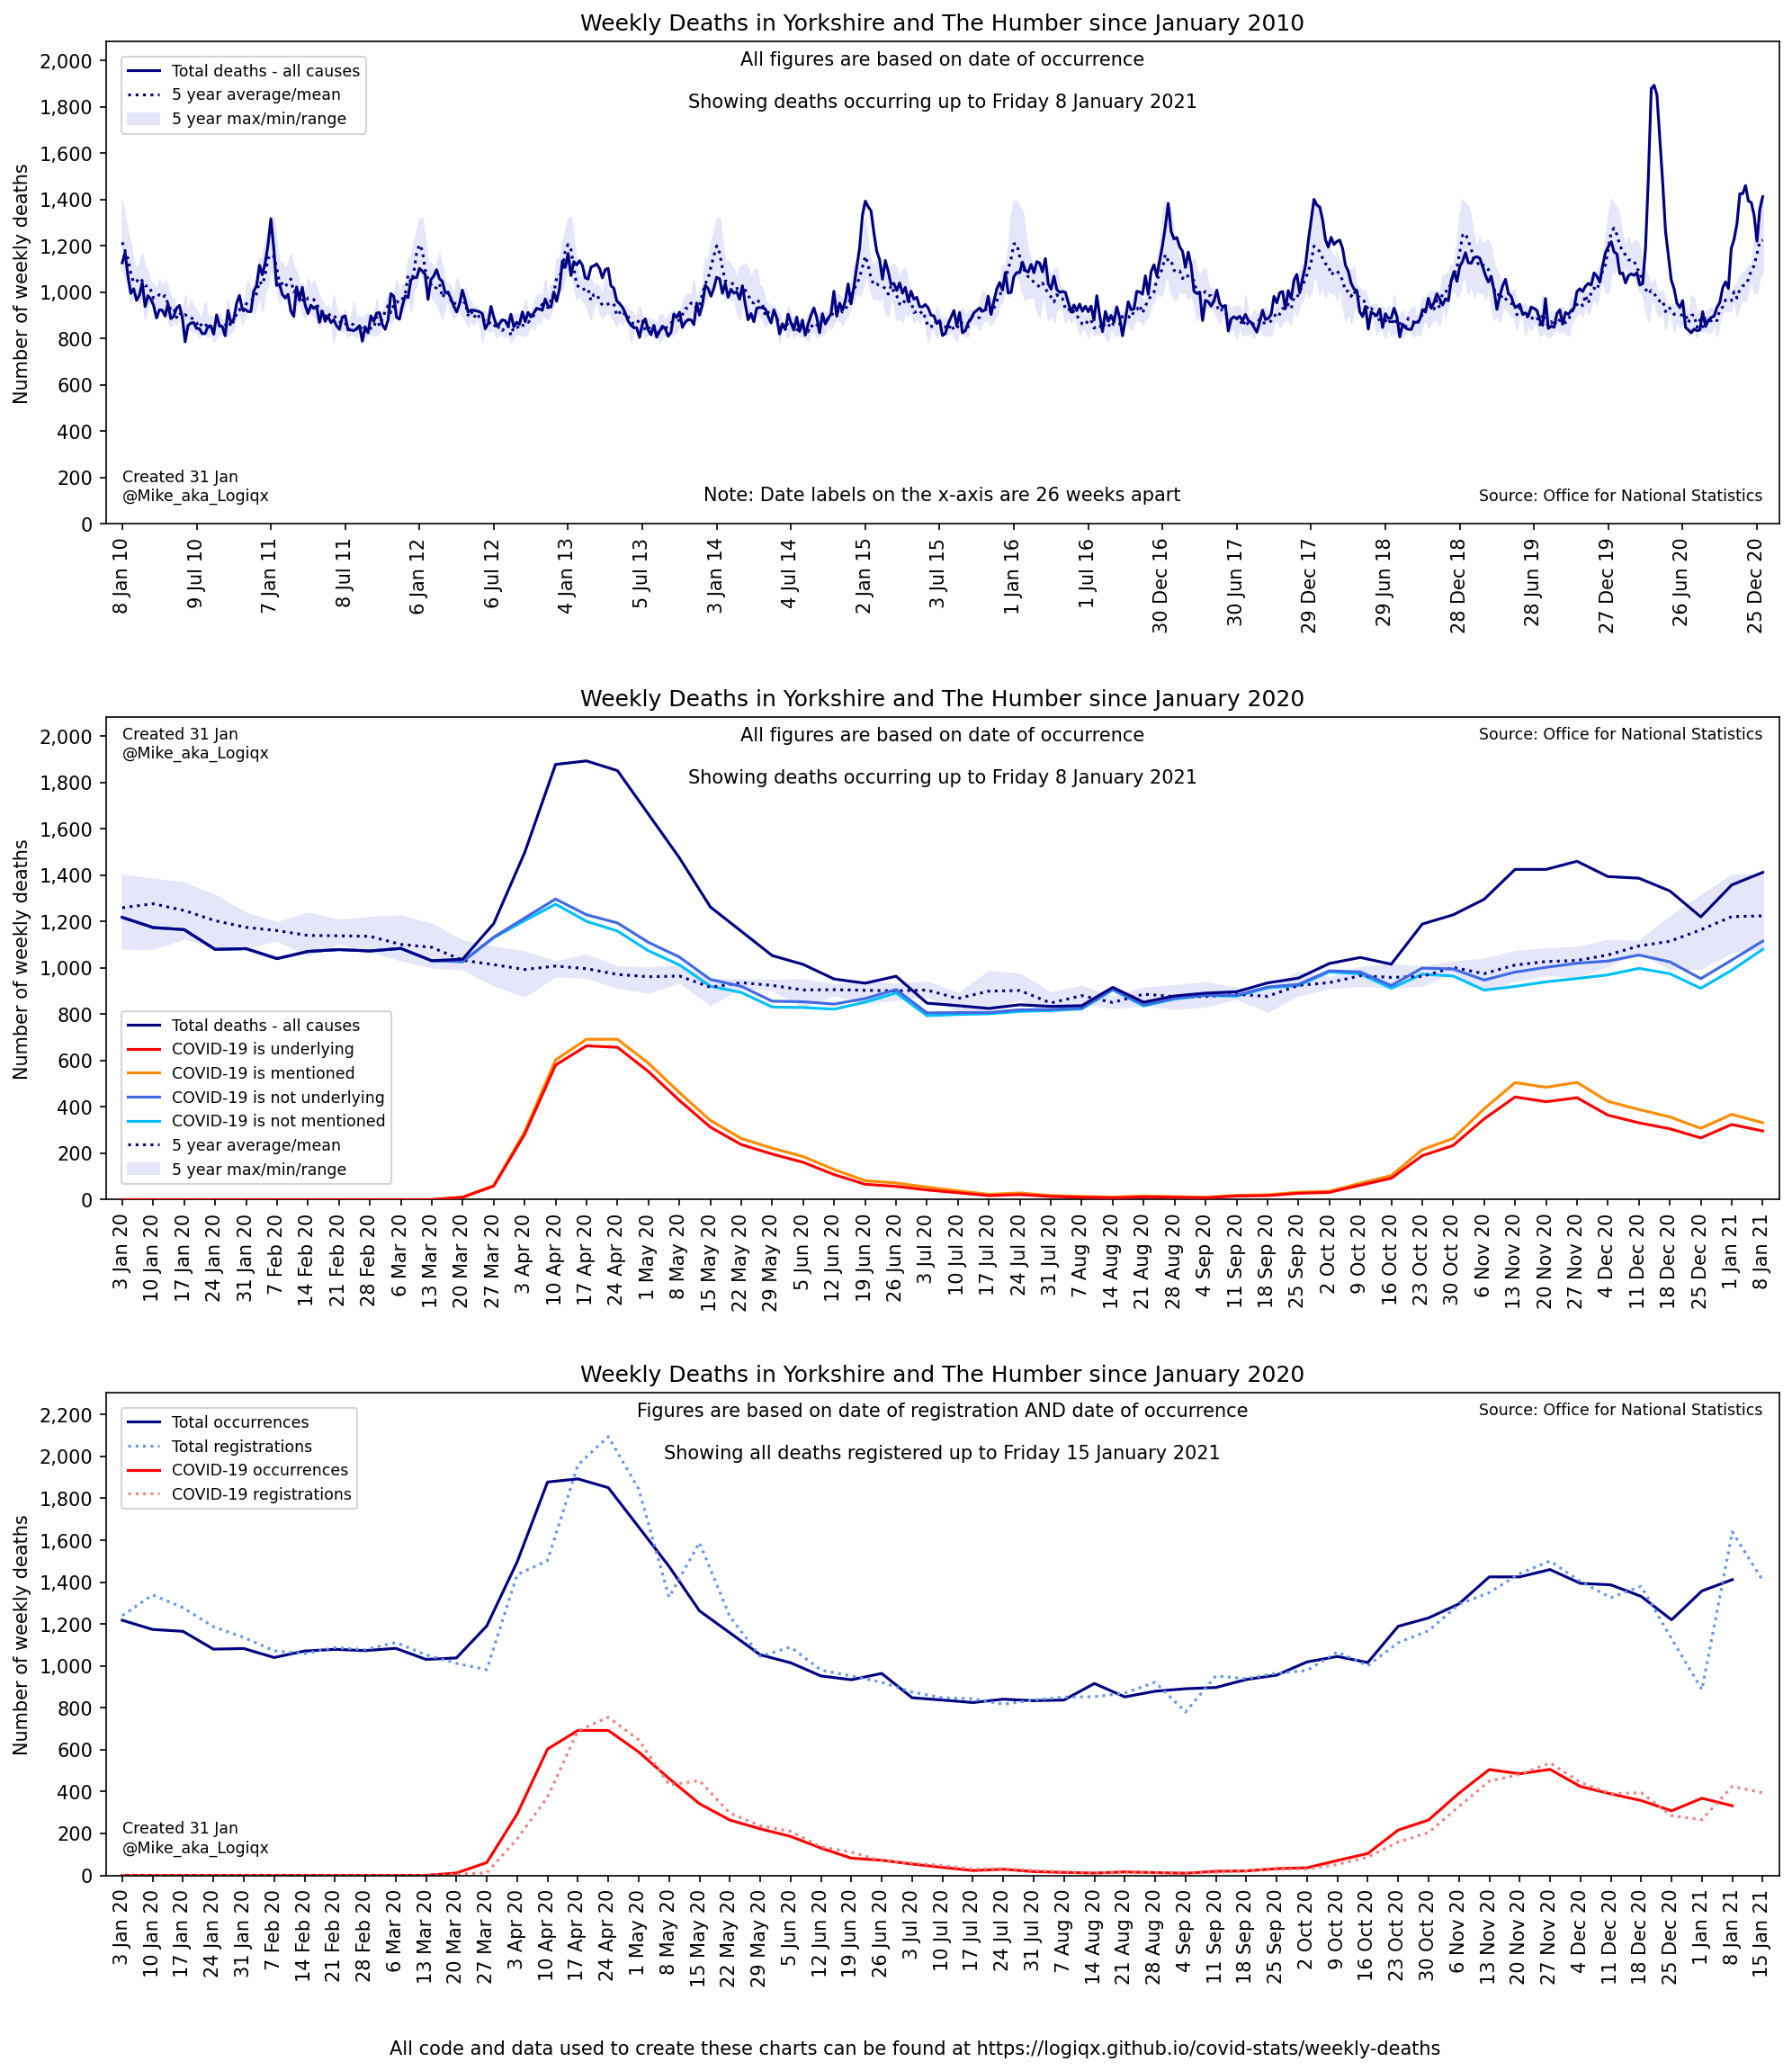 Weekly Deaths in Yorkshire and The Humber since January 2010
All figures are based on date of occurrence
Showing deaths occurring up to Friday 8 January 2021
Total deaths - all causes
5 year average/mean
5 year max/min/range
Number of weekly deaths
2,000
1,800
1,600
1,400
1,200
1,000
800
600
400
200
0
Created 31 Jan
@Mike_aka_Logiqx
Note: Date labels on the x-axis are 26 weeks apart
Source: Office for National Statistics
8 Jan 10
9 Jul 10
7 Jan 11
8 Jul 11
6 Jan 12
6 Jul 12
4 Jan 13
5 Jul 13
3 Jan 14
4 Jul 14
2 Jan 15
3 Jul 15
1 Jan 16
1 Jul 16
30 Dec 16
30 Jun 17
29 Dec 17
29 Jun 18
28 Dec 18
28 Jun 19
27 Dec 19
26 Jun 20
25 Dec 20
Weekly Deaths in Yorkshire and The Humber since January 2020
Created 31 Jan
@Mike_aka_Logiqx
All figures are based on date of occurrence
Showing deaths occurring up to Friday 8 January 2021
Source: Office for National Statistics
Number of weekly deaths
2,000
1,800
1,600
1,400
1,200
1,000
800
600
400
200
0
Total deaths - all causes
COVID-19 is underlying
COVID-19 is mentioned
COVID-19 is not underlying
COVID-19 is not mentioned
5 year average/mean
5 year max/min/range
3 Jan 20
10 Jan 20
17 Jan 20
24 Jan 20
31 Jan 20
7 Feb 20
14 Feb 20
21 Feb 20
28 Feb 20
6 Mar 20
13 Mar 20
20 Mar 20
27 Mar 20
3 Apr 20
10 Apr 20
17 Apr 20
24 Apr 20
1 May 20
8 May 20
15 May 20
22 May 20
29 May 20
5 Jun 20
12 Jun 20
19 Jun 20
26 Jun 20
3 Jul 20
10 Jul 20
17 Jul 20
24 Jul 20
31 Jul 20
7 Aug 20
14 Aug 20
21 Aug 20
28 Aug 20
4 Sep 20
11 Sep 20
18 Sep 20
25 Sep 20
2 Oct 20
9 Oct 20
16 Oct 20
23 Oct 20
30 Oct 20
6 Nov 20
13 Nov 20
20 Nov 20
27 Nov 20
4 Dec 20
11 Dec 20
18 Dec 20
25 Dec 20
1 Jan 21
8 Jan 21
Weekly Deaths in Yorkshire and The Humber since January 2020
Figures are based on date of registration AND date of occurrence
Showing all deaths registered up to Friday 15 January 2021
Source: Office for National Statistics
Total occurrences
Total registrations
COVID-19 occurrences
COVID-19 registrations
Number of weekly deaths
2,200
2,000
1,800
1,600
1,400
1,200
1,000
800
600
400
200
0
Created 31 Jan
@Mike_aka_Logiqx
3 Jan 20
10 Jan 20
17 Jan 20
24 Jan 20
31 Jan 20
7 Feb 20
14 Feb 20
21 Feb 20
28 Feb 20
6 Mar 20
13 Mar 20
20 Mar 20
27 Mar 20
3 Apr 20
10 Apr 20
17 Apr 20
24 Apr 20
1 May 20
8 May 20
15 May 20
22 May 20
29 May 20
5 Jun 20
12 Jun 20
19 Jun 20
26 Jun 20
3 Jul 20
10 Jul 20
17 Jul 20
24 Jul 20
31 Jul 20
7 Aug 20
14 Aug 20
21 Aug 20
28 Aug 20
4 Sep 20
11 Sep 20
18 Sep 20
25 Sep 20
2 Oct 20
9 Oct 20
16 Oct 20
23 Oct 20
30 Oct 20
6 Nov 20
13 Nov 20
20 Nov 20
27 Nov 20
4 Dec 20
11 Dec 20
18 Dec 20
25 Dec 20
1 Jan 21
8 Jan 21
15 Jan 21
All code and data used to create these charts can be found at https://logiqx.github.io/covid-stats/weekly-deaths